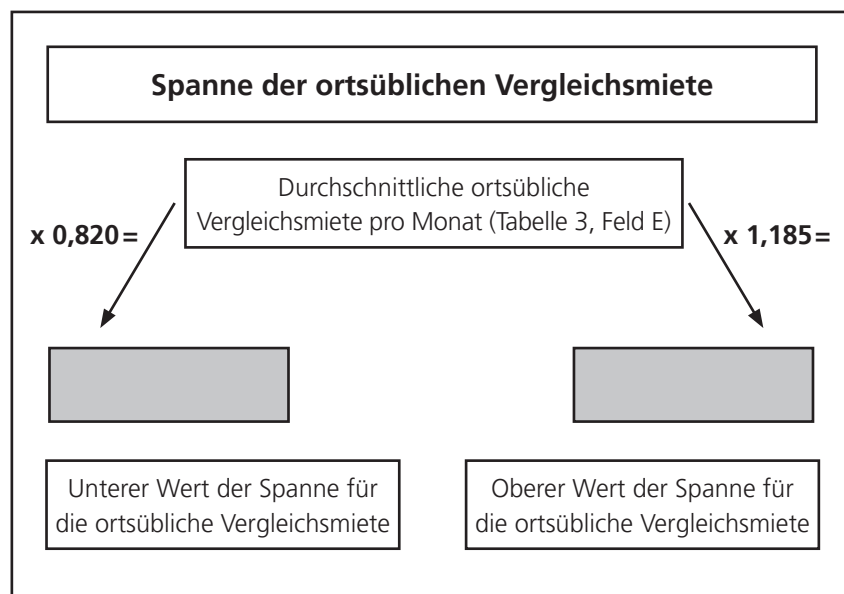 Spanne der ortsüblichen Vergleichsmiete
Durchschnittliche ortsübliche
Vergleichsmiete pro Monat (Tabelle 3, Feld E)
x 0,820=
x 1,185=
Unterer Wert der Spanne für
die ortsübliche Vergleichsmiete
Oberer Wert der Spanne für
die ortsübliche Vergleichsmiete